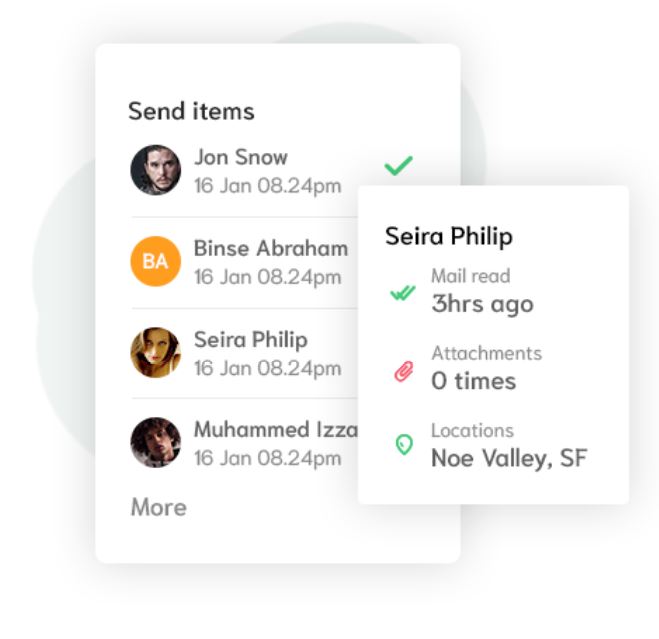 Send items
Jon Snow
16 Jan 08.24pm
BA
Binse Abraham
16 Jan 08.24pm
Seira Philip
16 Jan 08.24pm
Muhammed Izza
16 Jan 08.24pm
More
Seira Philip
Mail read
3hrs ago
Attachments
0 times
Locations
Noe Valley, SF